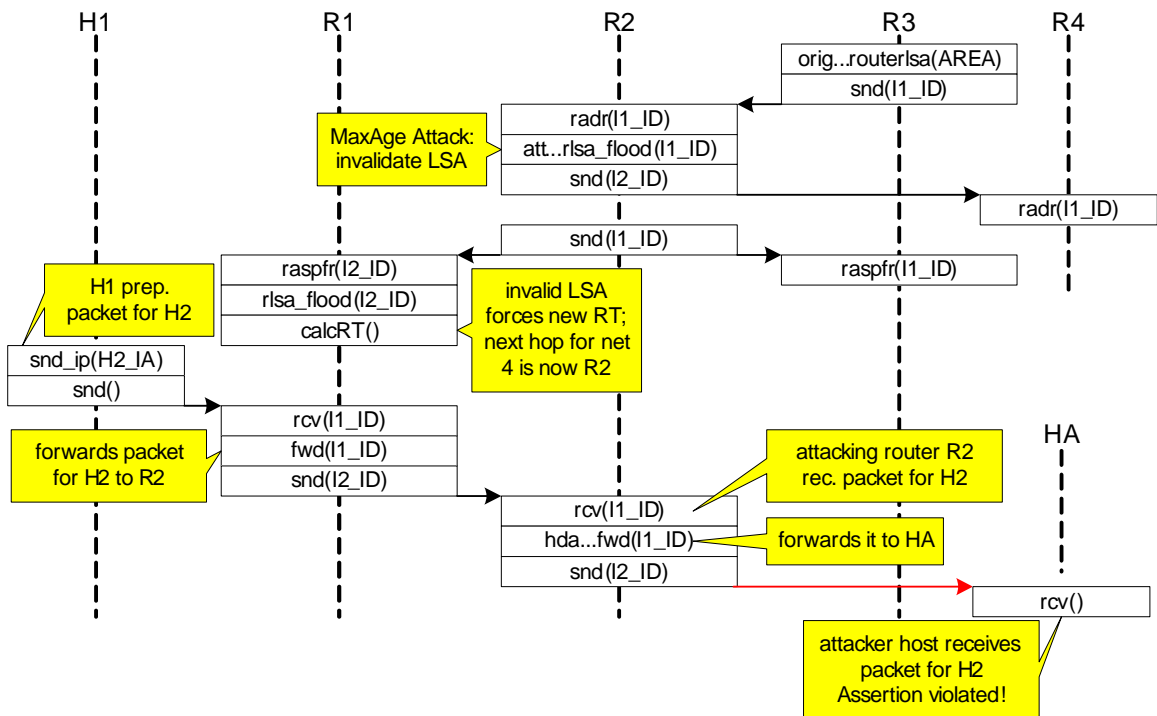 H1
R1
R2
R3
R4
orig...routerlsa(AREA)
snd(I1_ID)
radr(I1_ID)
att...rlsa_flood(I1_ID)
snd(I2_ID)
MaxAge Attack:
invalidate LSA
radr(I1_ID)
snd(I1_ID)
raspfr(I2_ID)
rlsa_flood(I2_ID)
calcRT()
raspfr(I1_ID)
H1 prep.
packet for H2
invalid LSA
forces new RT;
next hop for net
4 is now R2
snd_ip(H2_IA)
snd()
rcv(I1_ID)
fwd(I1_ID)
snd(I2_ID)
forwards packet
for H2 to R2
attacking router R2
rec. packet for H2
HA
rcv(I1_ID)
hda...fwd(I1_ID)
snd(I2_ID)
forwards it to HA
rcv()
attacker host receives
packet for H2
Assertion violated!